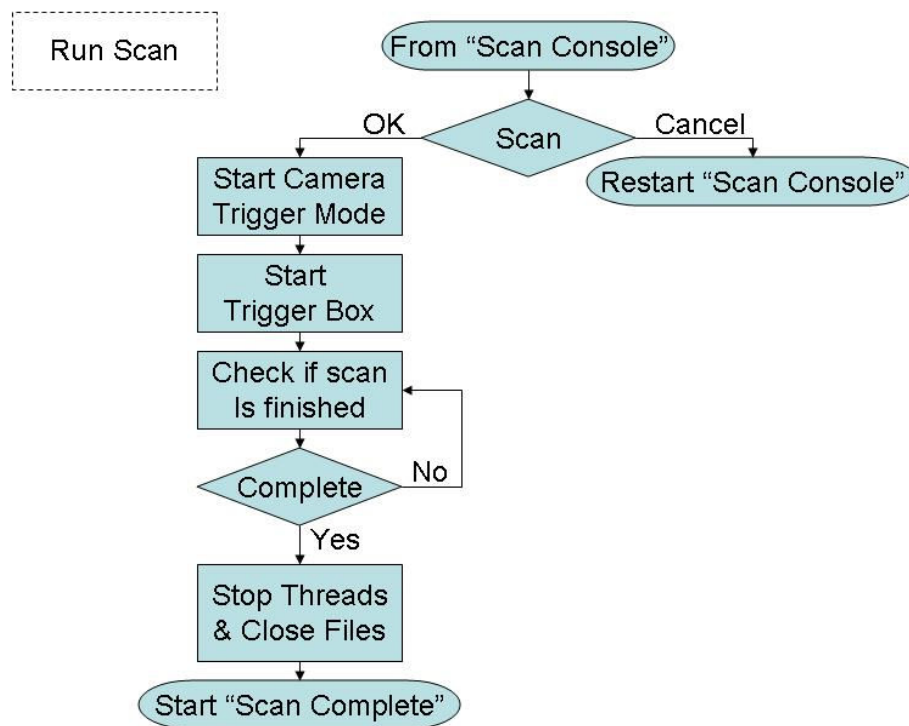 Run Scan
From “Scan Console”
Scan
OK
Cancel
Start Camera
Trigger Mode
Restart “Scan Console”
Start
Trigger Box
Check if scan
Is finished
Complete
No
Yes
Stop Threads
& Close Files
Start “Scan Complete”